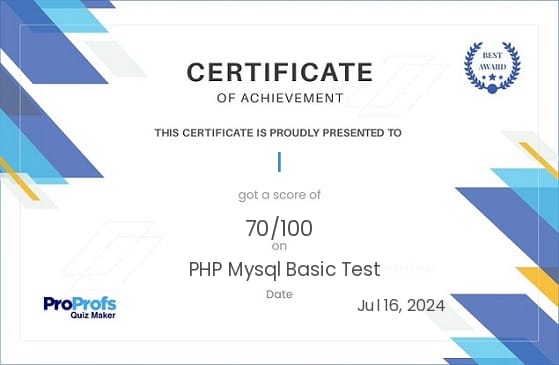 CERTIFICATE
OF ACHIEVEMENT
BEST
AWARD
THIS CERTIFICATE IS PROUDLY PRESENTED TO
got a score of
70/100
on
PHP Mysql Basic Test
Date
Jul 16, 2024
ProProfs
Quiz Maker